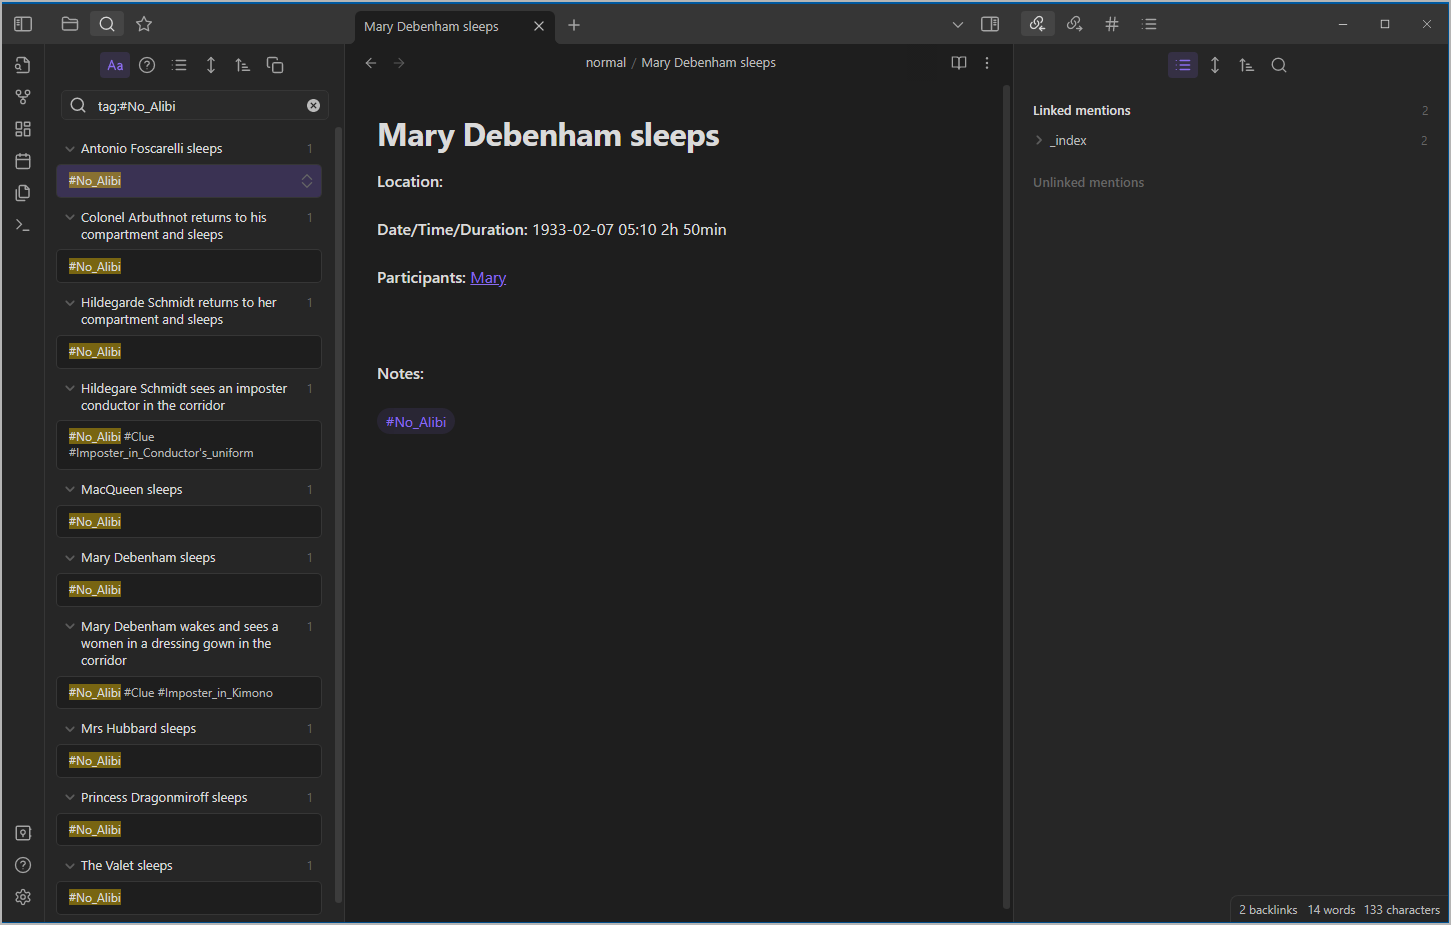 Mary Debenham sleeps
Aa
tag:#No_Alibi
Antonio Foscarelli sleeps 1
#No_Alibi
Colonel Arbuthnot returns to his 1
compartment and sleeps
#No_Alibi
Hildegarde Schmidt returns to her 1
compartment and sleeps
#No_Alibi
Hildegare Schmidt sees an imposter 1
conductor in the corridor
#No_Alibi #Clue
#Imposter_in_Conductor's_uniform
MacQueen sleeps 1
#No_Alibi
Mary Debenham sleeps 1
#No_Alibi
Mary Debenham wakes and sees a 1
women in a dressing gown in the
corridor
#No_Alibi #Clue #Imposter_in_Kimono
Mrs Hubbard sleeps 1
#No_Alibi
Princess Dragonmiroff sleeps 1
#No_Alibi
The Valet sleeps 1
#No_Alibi
normal / Mary Debenham sleeps
Mary Debenham sleeps
Location:
Date/Time/Duration: 1933-02-07 05:10 2h 50min
Participants: Mary
Notes:
#No_Alibi
Linked mentions 2
_index 2
Unlinked mentions
2 backlinks 14 words 133 characters